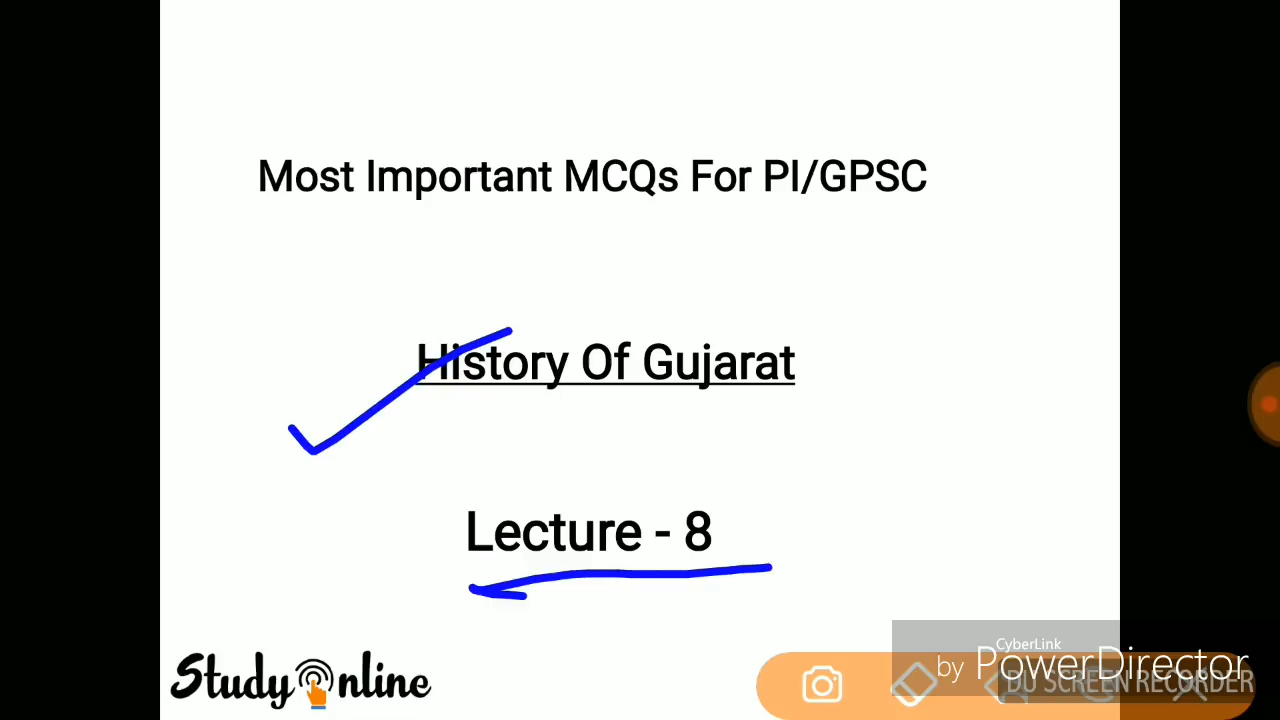 Most Important MCQs For PI/GPSC
History Of Gujarat
Lecture - 8
Study Online
CyberLink
by PowerDirector
DU SCREEN RECORDER